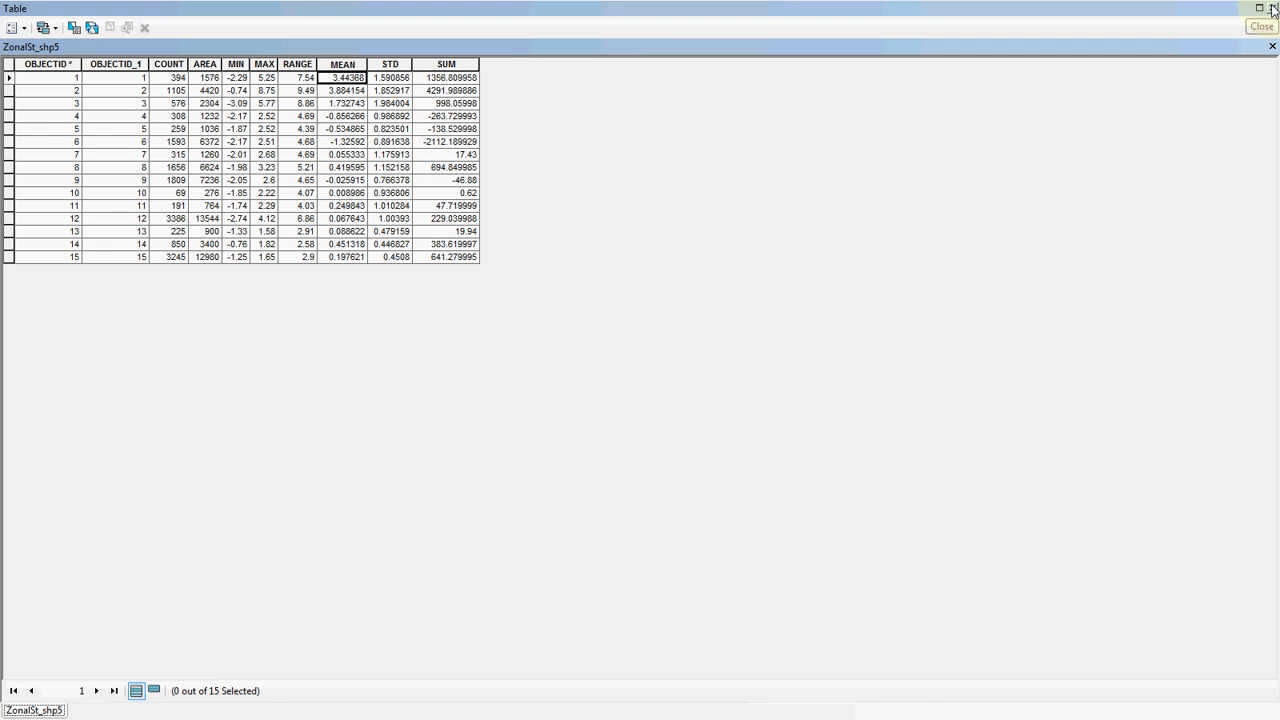 Table
Close
ZonalSt_shp5
OBJECTID * OBJECTID_1 COUNT AREA MIN MAX RANGE MEAN STD SUM
1 1 394 1576 -2.29 5.25 7.54 3.44368 1.590856 1356.809958
2 2 1105 4420 -0.74 8.75 9.49 3.884154 1.852917 4291.989886
3 3 576 2304 -3.09 5.77 8.86 1.732743 1.984004 998.05998
4 4 308 1232 -2.17 2.52 4.69 -0.856266 0.986892 -263.729993
5 5 259 1036 -1.87 2.52 4.39 -0.534865 0.823501 -138.529998
6 6 1593 6372 -2.17 2.51 4.68 -1.32592 0.891638 -2112.189929
7 7 315 1260 -2.01 2.68 4.69 0.055333 1.175913 17.43
8 8 1656 6624 -1.98 3.23 5.21 0.419595 1.152158 694.849985
9 9 1809 7236 -2.05 2.6 4.65 -0.025915 0.766378 -46.88
10 10 69 276 -1.85 2.22 4.07 0.008986 0.936806 0.62
11 11 191 764 -1.74 2.29 4.03 0.249843 1.010284 47.719999
12 12 3386 13544 -2.74 4.12 6.86 0.067643 1.00393 229.039988
13 13 225 900 -1.33 1.58 2.91 0.088622 0.479159 19.94
14 14 850 3400 -0.76 1.82 2.58 0.451318 0.446827 383.619997
15 15 3245 12980 -1.25 1.65 2.9 0.197621 0.4508 641.279995
1 (0 out of 15 Selected)
ZonalSt_shp5